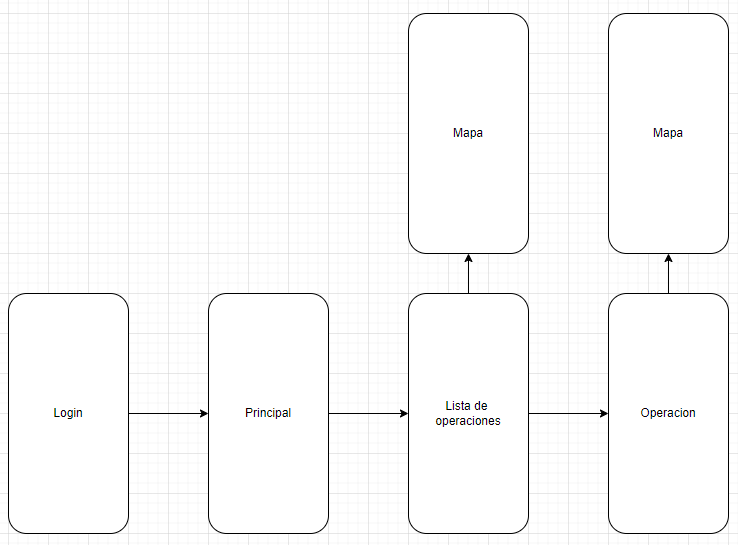 Mapa
Mapa
Login
Principal
Lista de
operaciones
Operacion